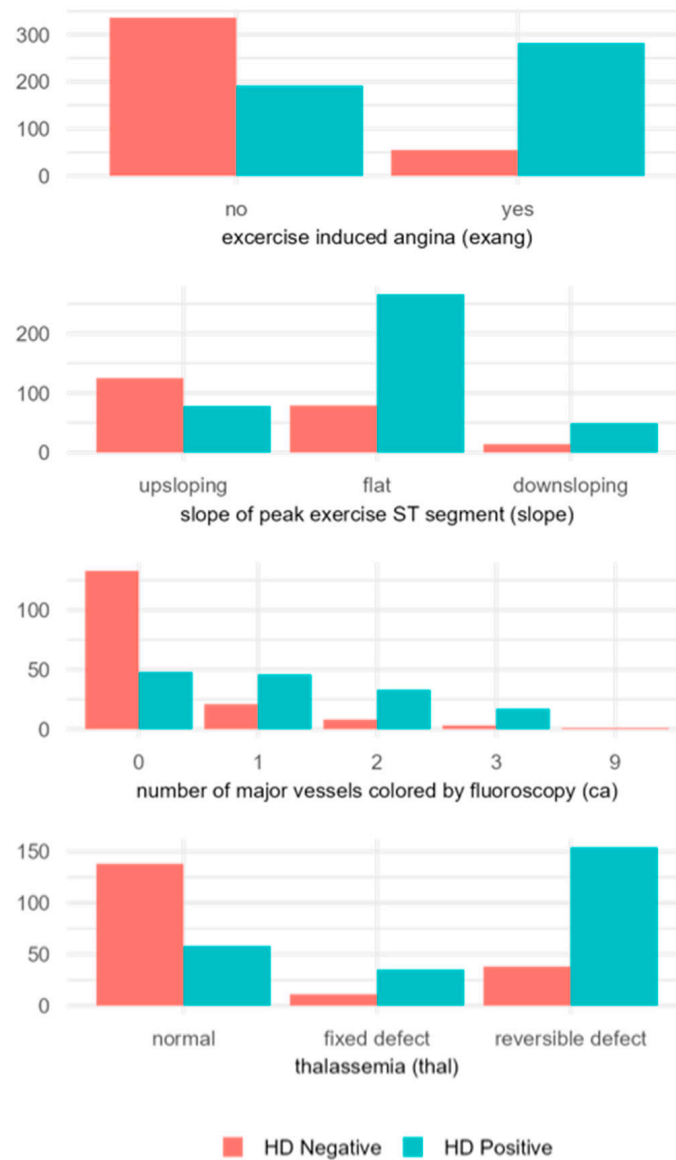 300
200
100
0
no yes
excercise induced angina (exang)
200
100
0
upsloping flat downsloping
slope of peak exercise ST segment (slope)
100
50
0
0 1 2 3 9
number of major vessels colored by fluoroscopy (ca)
150
100
50
0
normal fixed defect reversible defect
thalassemia (thal)
HD Negative HD Positive